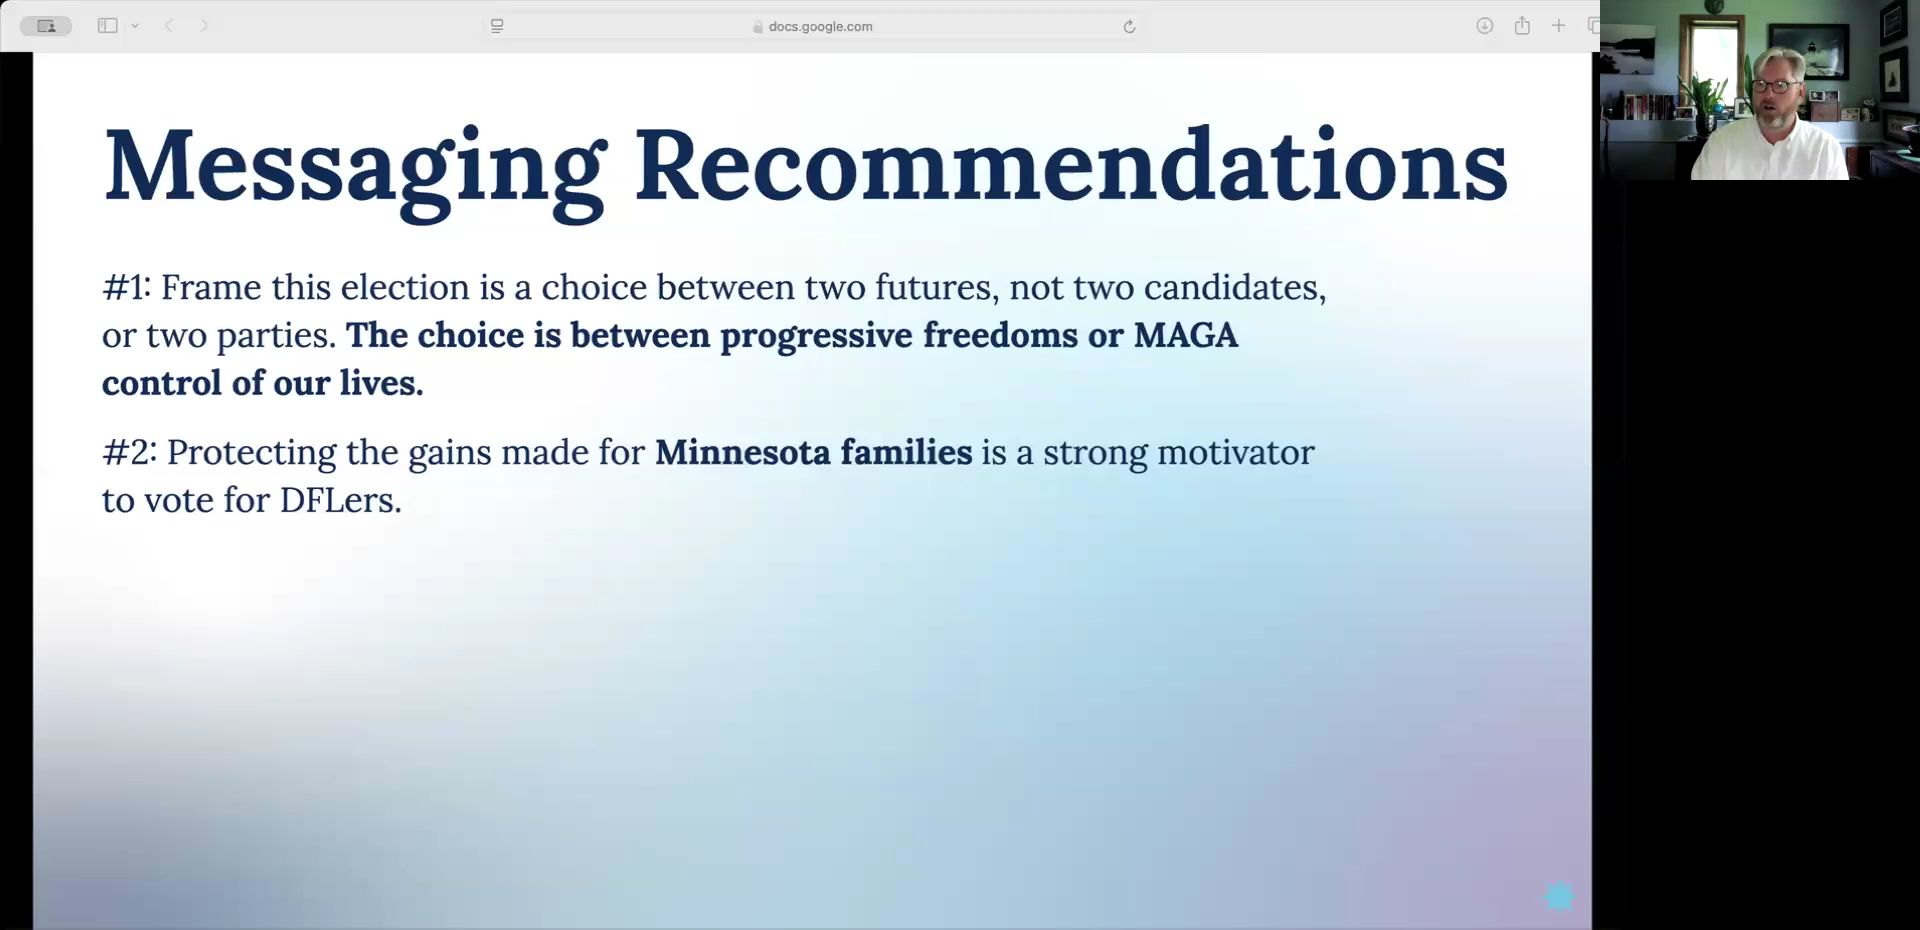 docs.google.com
Messaging Recommendations
#1: Frame this election is a choice between two futures, not two candidates,
or two parties. The choice is between progressive freedoms or MAGA
control of our lives.
#2: Protecting the gains made for Minnesota families is a strong motivator
to vote for DFLers.